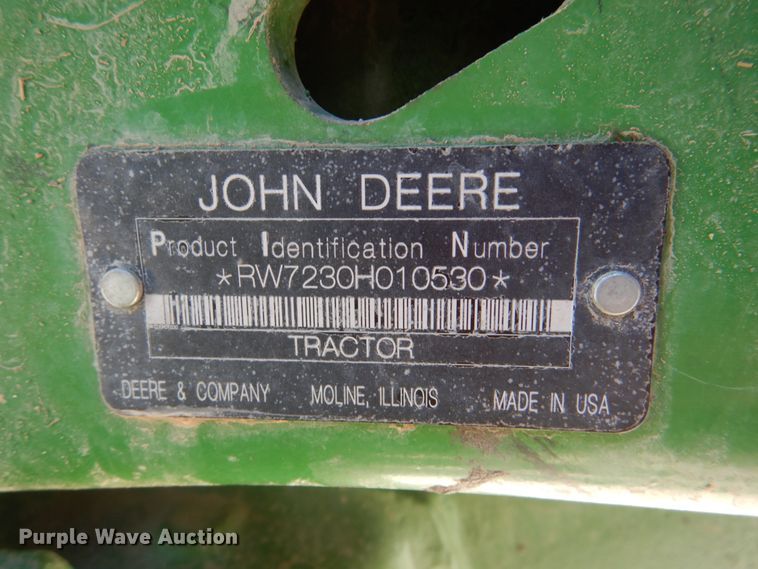 JOHN DEERE
Product Identification Number
*RW7230H010530*
TRACTOR
DEERE & COMPANY MOLINE, ILLINOIS MADE IN USA
Purple Wave Auction